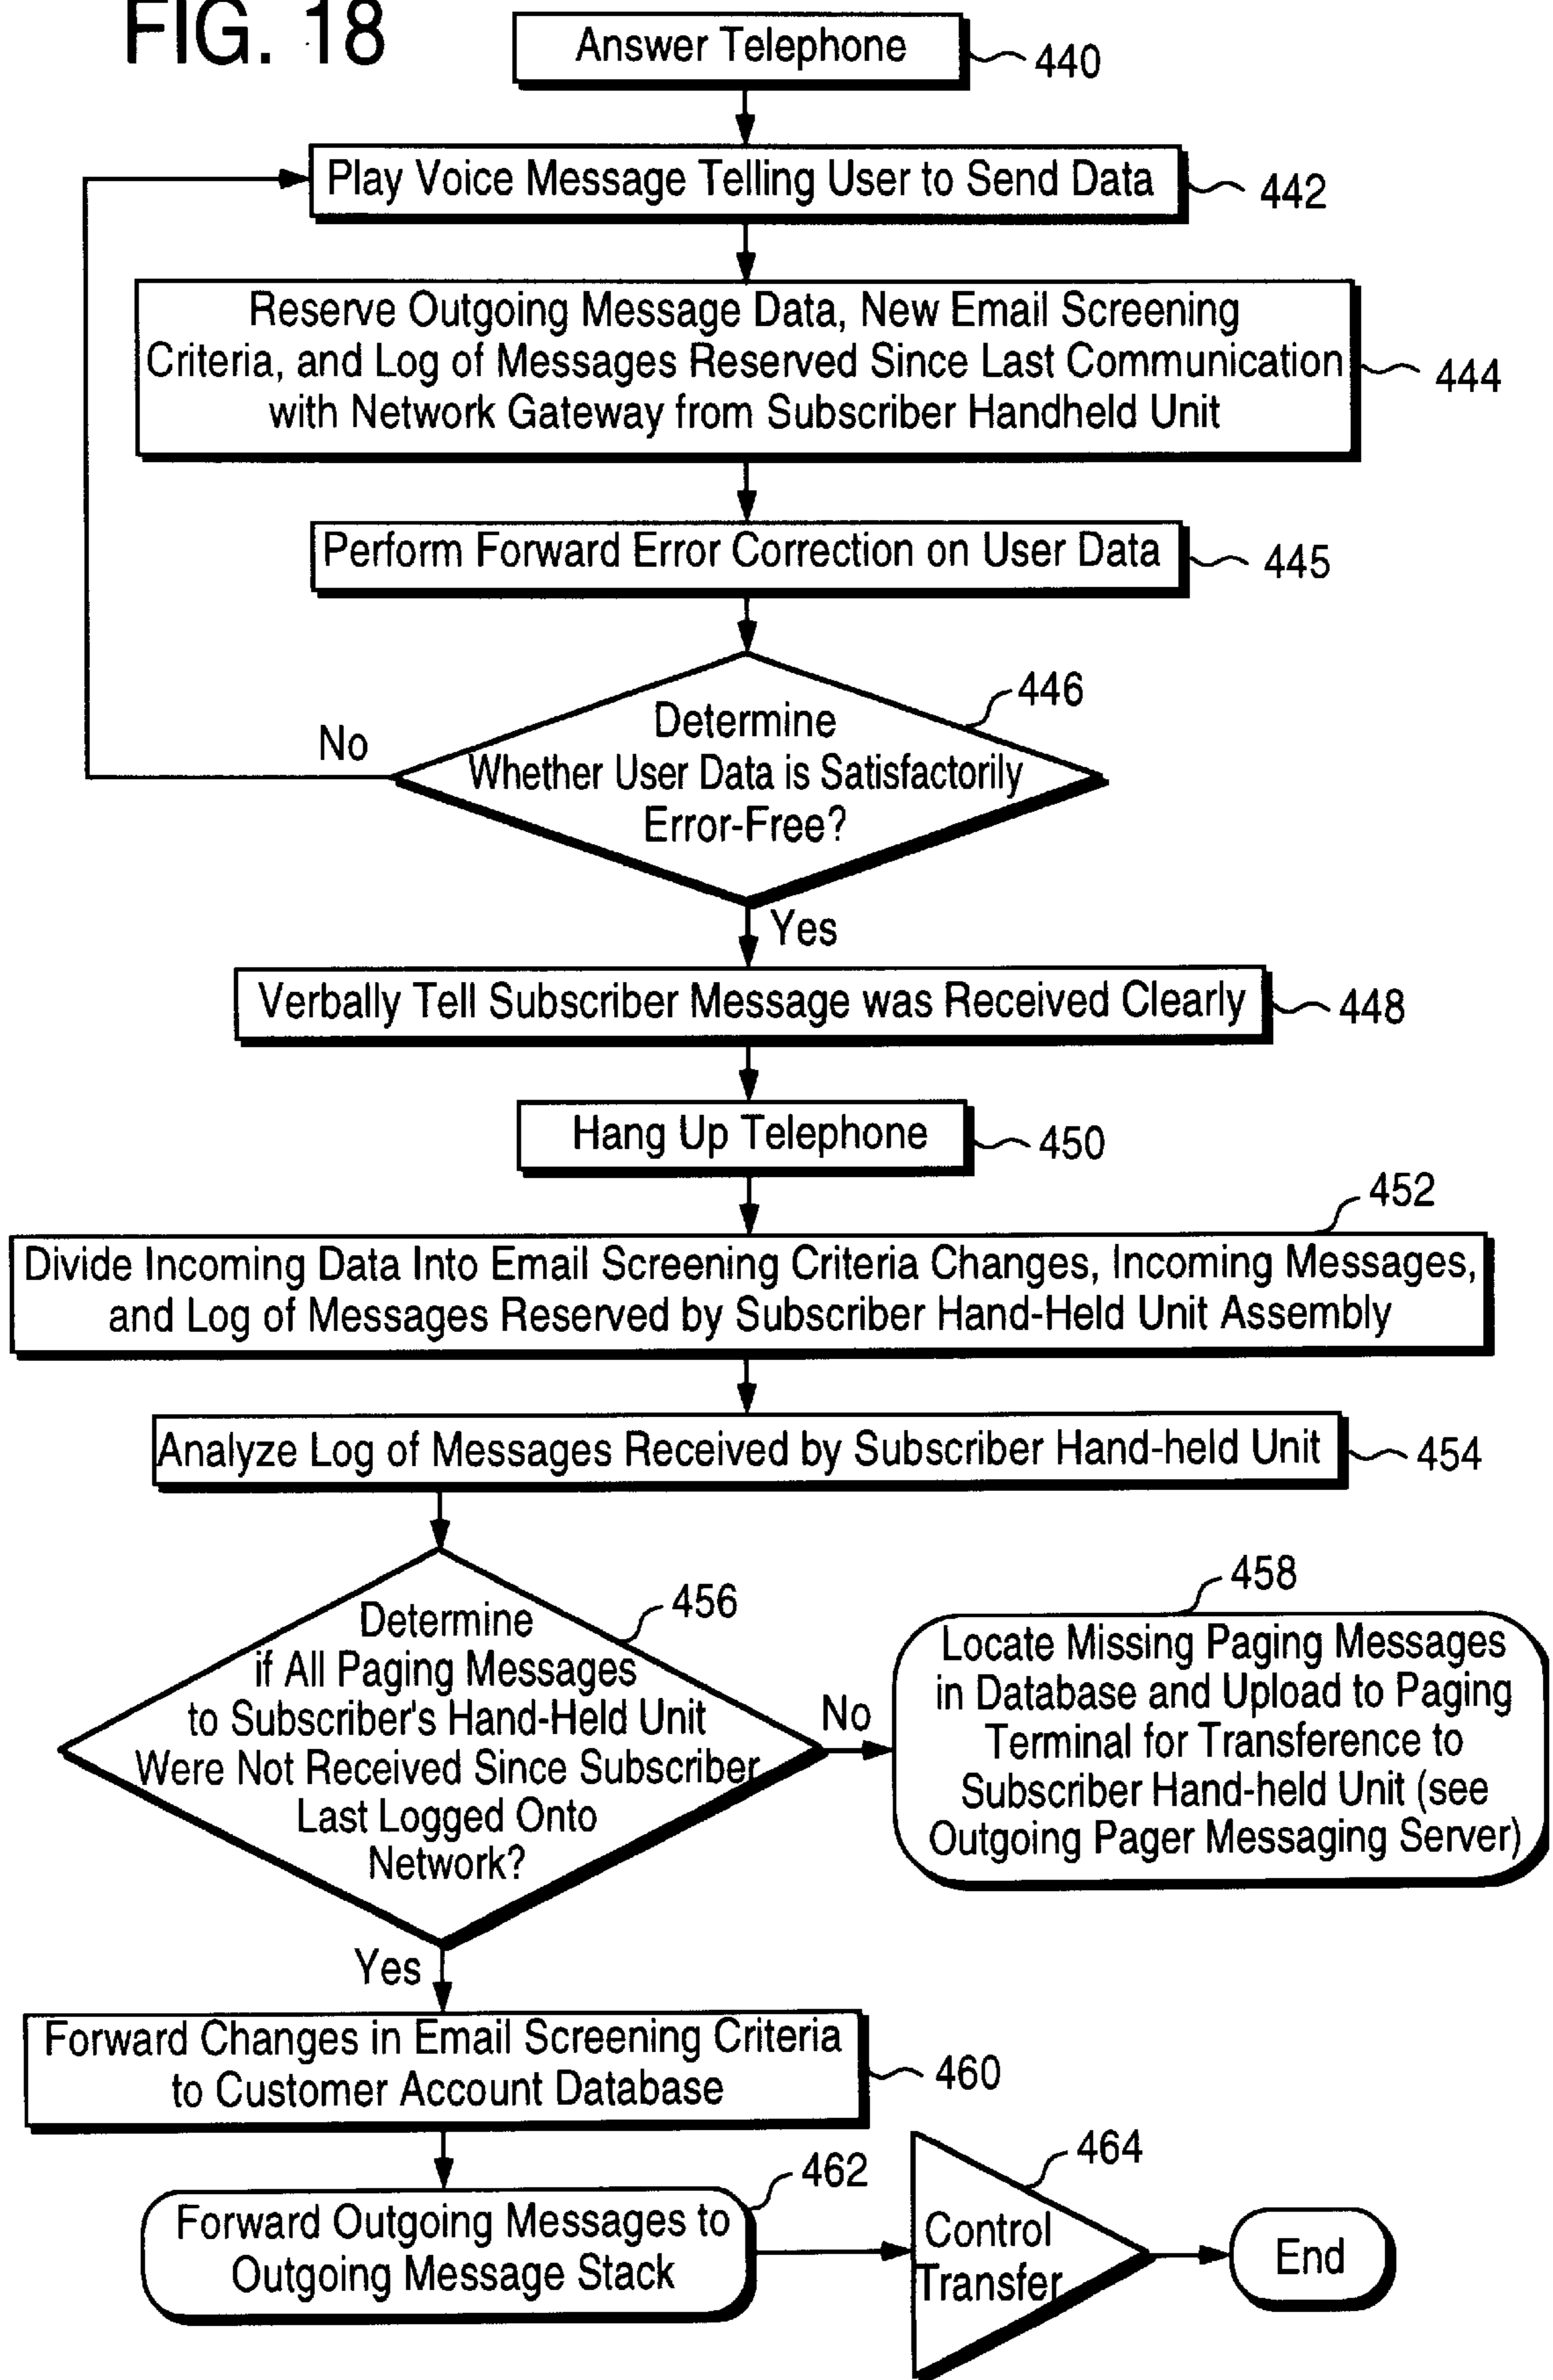 FIG. 18
Answer Telephone
440
Play Voice Message Telling User to Send Data
442
Reserve Outgoing Message Data, New Email Screening
Criteria, and Log of Messages Reserved Since Last Communication
with Network Gateway from Subscriber Handheld Unit
444
Perform Forward Error Correction on User Data
445
446
Determine
Whether User Data is Satisfactorily
Error-Free?
No
Yes
Verbally Tell Subscriber Message was Received Clearly
448
Hang Up Telephone
450
452
Divide Incoming Data Into Email Screening Criteria Changes, Incoming Messages,
and Log of Messages Reserved by Subscriber Hand-Held Unit Assembly
Analyze Log of Messages Received by Subscriber Hand-held Unit
454
456
Determine
if All Paging Messages
to Subscriber's Hand-Held Unit
Were Not Received Since Subscriber
Last Logged Onto
Network?
No
458
Locate Missing Paging Messages
in Database and Upload to Paging
Terminal for Transference to
Subscriber Hand-held Unit (see
Outgoing Pager Messaging Server)
Yes
Forward Changes in Email Screening Criteria
to Customer Account Database
460
462
Forward Outgoing Messages to
Outgoing Message Stack
464
Control
Transfer
End